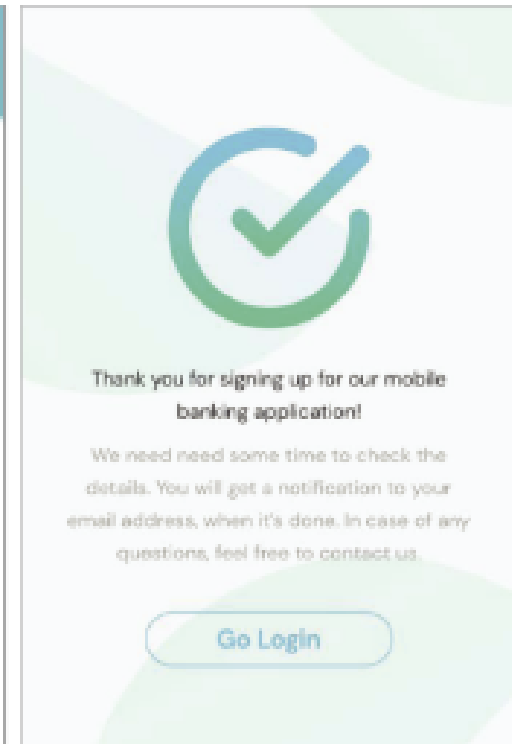 Thank you for signing up for our mobile
banking application!
We need need some time to check the
details. You will get a notification to your
email address, when it's done. In case of any
questions, feel free to contact us.
Go Login